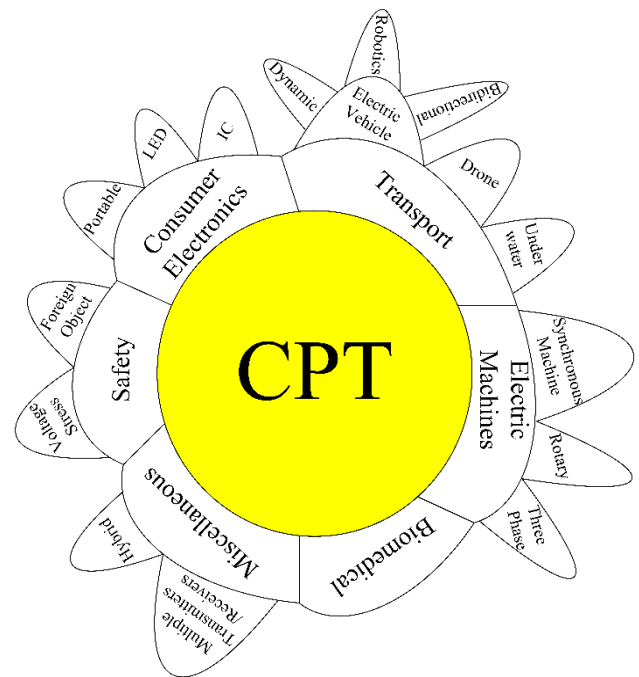 CPT
Transport
Electric
Vehicle
Dynamic
Robotics
Bidirectional
Drone
Under
water
Electric
Machines
Synchronous
Machine
Rotary
Three
Phase
Biomedical
Miscellaneous
Multiple
Transmitters
/Receivers
Hybrid
Safety
Voltage
Stress
Foreign
Object
Consumer
Electronics
Portable
LED
IC